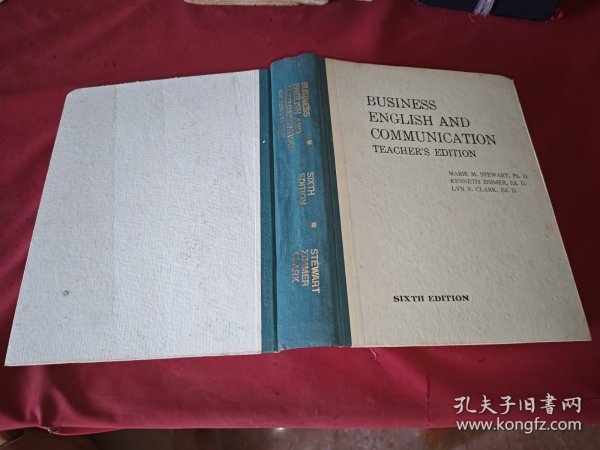 BUSINESS
ENGLISH AND
COMMUNICATION
TEACHER'S EDITION
MARIE M. STEWART, Ph. D.
KENNETH ZIMMER, Ed. D.
LYN R. CLARK, Ed. D.
SIXTH EDITION
BUSINESS
ENGLISH AND
COMMUNICATION
SIXTH
EDITION
STEWART
ZIMMER
CLARK
孔夫子旧书网
www.kongfz.com